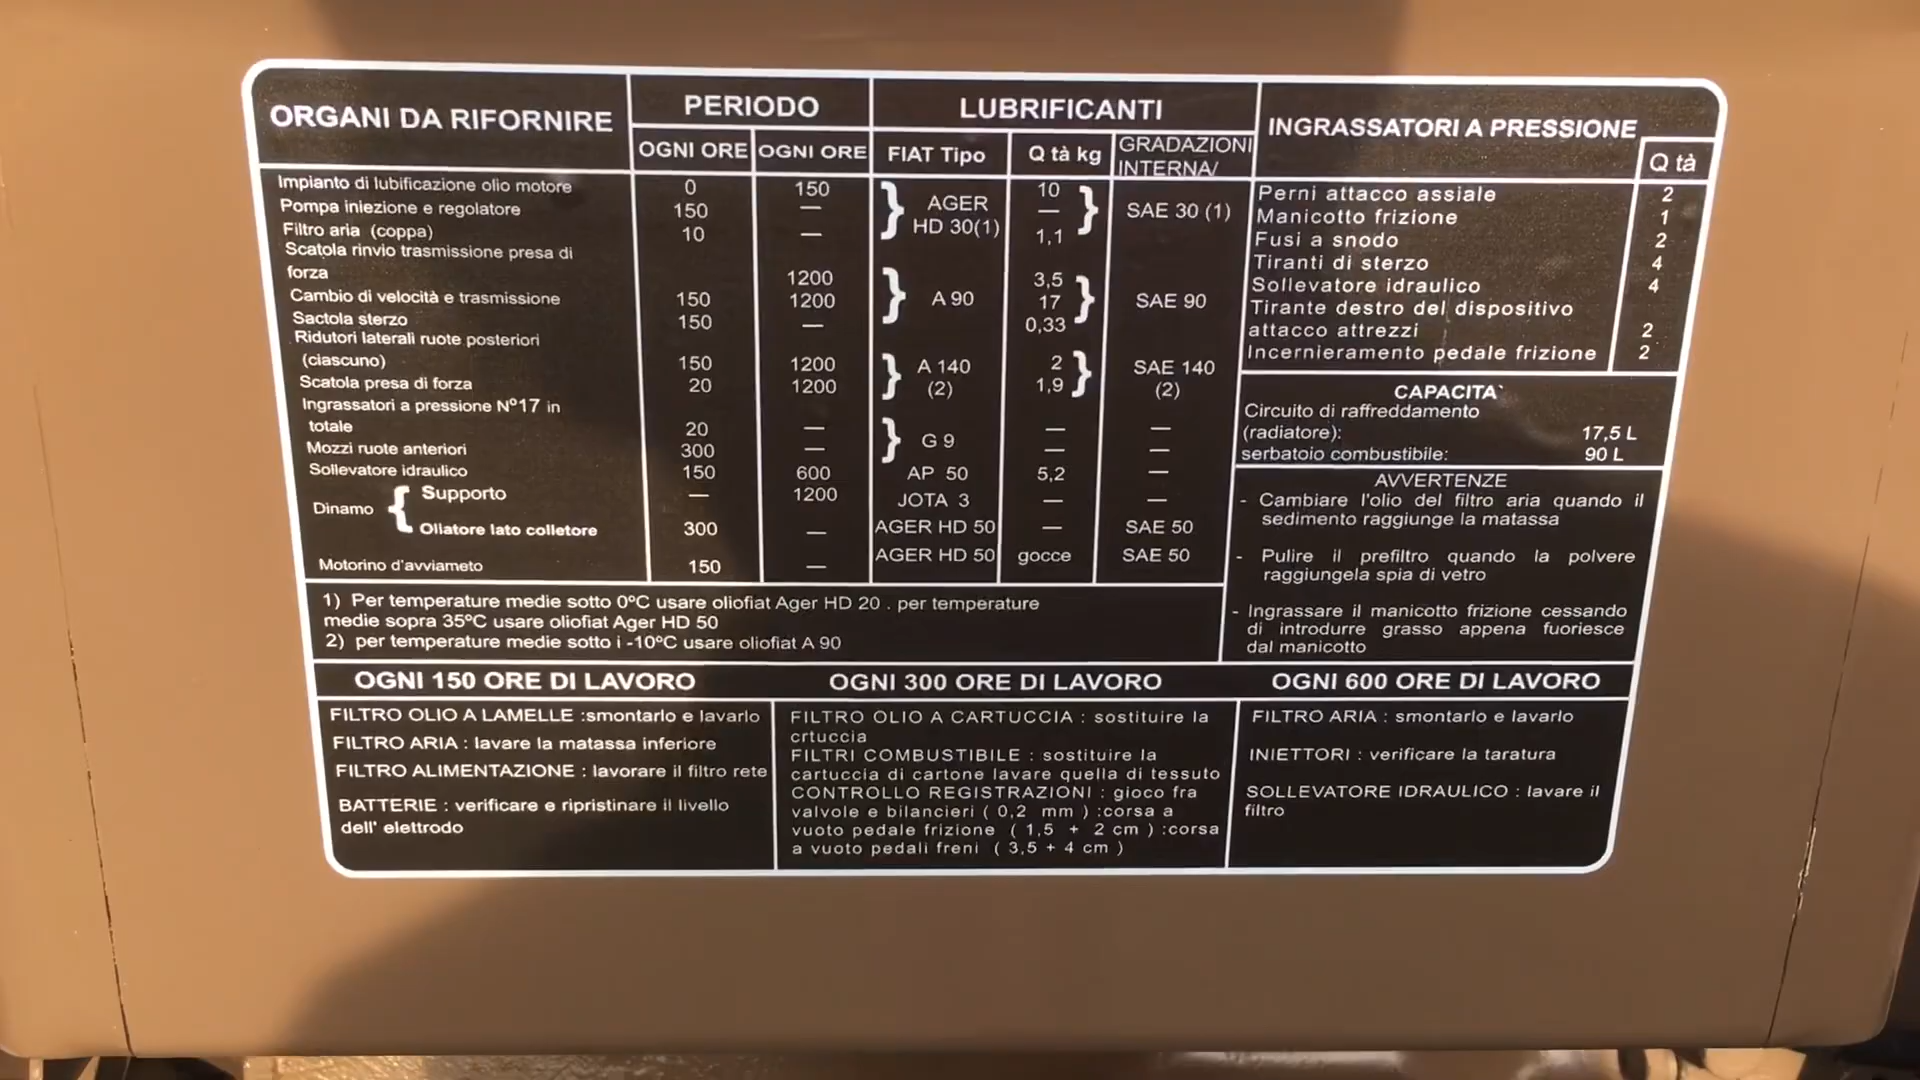 ORGANI DA RIFORNIRE PERIODO LUBRIFICANTI
OGNI ORE OGNI ORE FIAT Tipo Q tà kg GRADAZIONI
INTERNA/
Impianto di lubificazione olio motore 0 150 10
Pompa iniezione e regolatore 150 — } AGER — } SAE 30 (1)
Filtro aria (coppa) 10 — HD 30(1) 1,1
Scatola rinvio trasmissione presa di
forza 1200 3,5
Cambio di velocità e trasmissione 150 1200 } A 90 17 } SAE 90
Sactola sterzo 150 — 0,33
Ridutori laterali ruote posteriori
(ciascuno) 150 1200 } A 140 2 } SAE 140
Scatola presa di forza 20 1200 (2) 1,9 (2)
Ingrassatori a pressione Nº17 in
totale 20 — } G 9 — —
Mozzi ruote anteriori 300 — — —
Sollevatore idraulico 150 600 AP 50 5,2 —
Dinamo { Supporto — 1200 JOTA 3 — —
Oliatore lato colletore 300 — AGER HD 50 — SAE 50
Motorino d'avviameto 150 — AGER HD 50 gocce SAE 50
1) Per temperature medie sotto 0ºC usare oliofiat Ager HD 20 . per temperature
medie sopra 35ºC usare oliofiat Ager HD 50
2) per temperature medie sotto i -10ºC usare oliofiat A 90
INGRASSATORI A PRESSIONE
Q tà
Perni attacco assiale 2
Manicotto frizione 1
Fusi a snodo 2
Tiranti di sterzo 4
Sollevatore idraulico 4
Tirante destro del dispositivo
attacco attrezzi 2
Incernieramento pedale frizione 2
CAPACITA`
Circuito di raffreddamento
(radiatore): 17,5 L
serbatoio combustibile: 90 L
AVVERTENZE
- Cambiare l'olio del filtro aria quando il
sedimento raggiunge la matassa
- Pulire il prefiltro quando la polvere
raggiungela spia di vetro
- Ingrassare il manicotto frizione cessando
di introdurre grasso appena fuoriesce
dal manicotto
OGNI 150 ORE DI LAVORO
FILTRO OLIO A LAMELLE :smontarlo e lavarlo
FILTRO ARIA : lavare la matassa inferiore
FILTRO ALIMENTAZIONE : lavorare il filtro rete
BATTERIE : verificare e ripristinare il livello
dell' elettrodo
OGNI 300 ORE DI LAVORO
FILTRO OLIO A CARTUCCIA : sostituire la
crtuccia
FILTRI COMBUSTIBILE : sostituire la
cartuccia di cartone lavare quella di tessuto
CONTROLLO REGISTRAZIONI : gioco fra
valvole e bilancieri ( 0,2 mm ) :corsa a
vuoto pedale frizione ( 1,5 + 2 cm ) :corsa
a vuoto pedali freni ( 3,5 + 4 cm )
OGNI 600 ORE DI LAVORO
FILTRO ARIA : smontarlo e lavarlo
INIETTORI : verificare la taratura
SOLLEVATORE IDRAULICO : lavare il
filtro